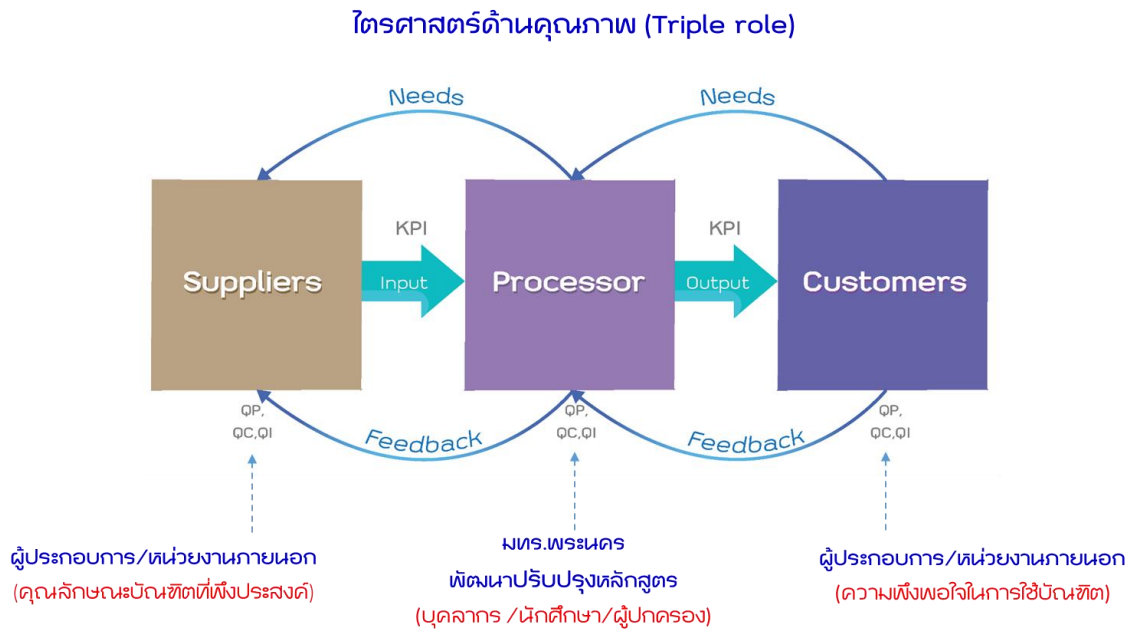 ไตรศาสตร์ด้านคุณภาพ (Triple role)
Needs
Needs
KPI
KPI
Suppliers
Input
Processor
Output
Customers
QP,
QC,QI
Feedback
QP,
QC,QI
Feedback
QP,
QC,QI
ผู้ประกอบการ/หน่วยงานภายนอก
(คุณลักษณะบัณฑิตที่พึงประสงค์)
มทร.พระนคร
พัฒนาปรับปรุงหลักสูตร
(บุคลากร /นักศึกษา/ผู้ปกครอง)
ผู้ประกอบการ/หน่วยงานภายนอก
(ความพึงพอใจในการใช้บัณฑิต)